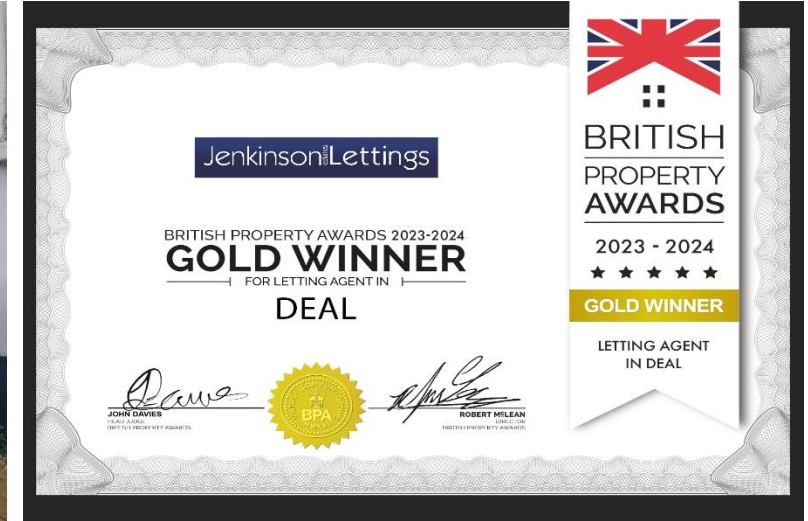 Jenkinson Lettings
BRITISH PROPERTY AWARDS 2023-2024
GOLD WINNER
FOR LETTING AGENT IN
DEAL
JOHN DAVIES
HEAD JUDGE
BRITISH PROPERTY AWARDS
BPA
ROBERT McLEAN
DIRECTOR
BRITISH PROPERTY AWARDS
BRITISH
PROPERTY
AWARDS
2023 - 2024
GOLD WINNER
LETTING AGENT
IN DEAL